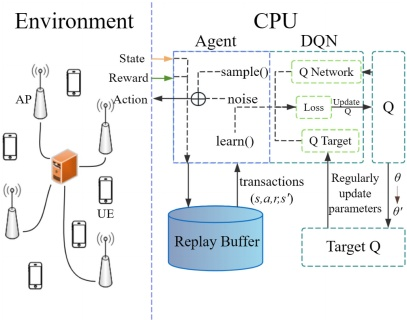 Environment
CPU
Agent
DQN
State
Reward
Action
sample()
noise
learn()
Q Network
Loss
Update
Q
Q Target
Q
AP
UE
transactions
(s,a,r,s')
Regularly
update
parameters
θ
θ'
Replay Buffer
Target Q